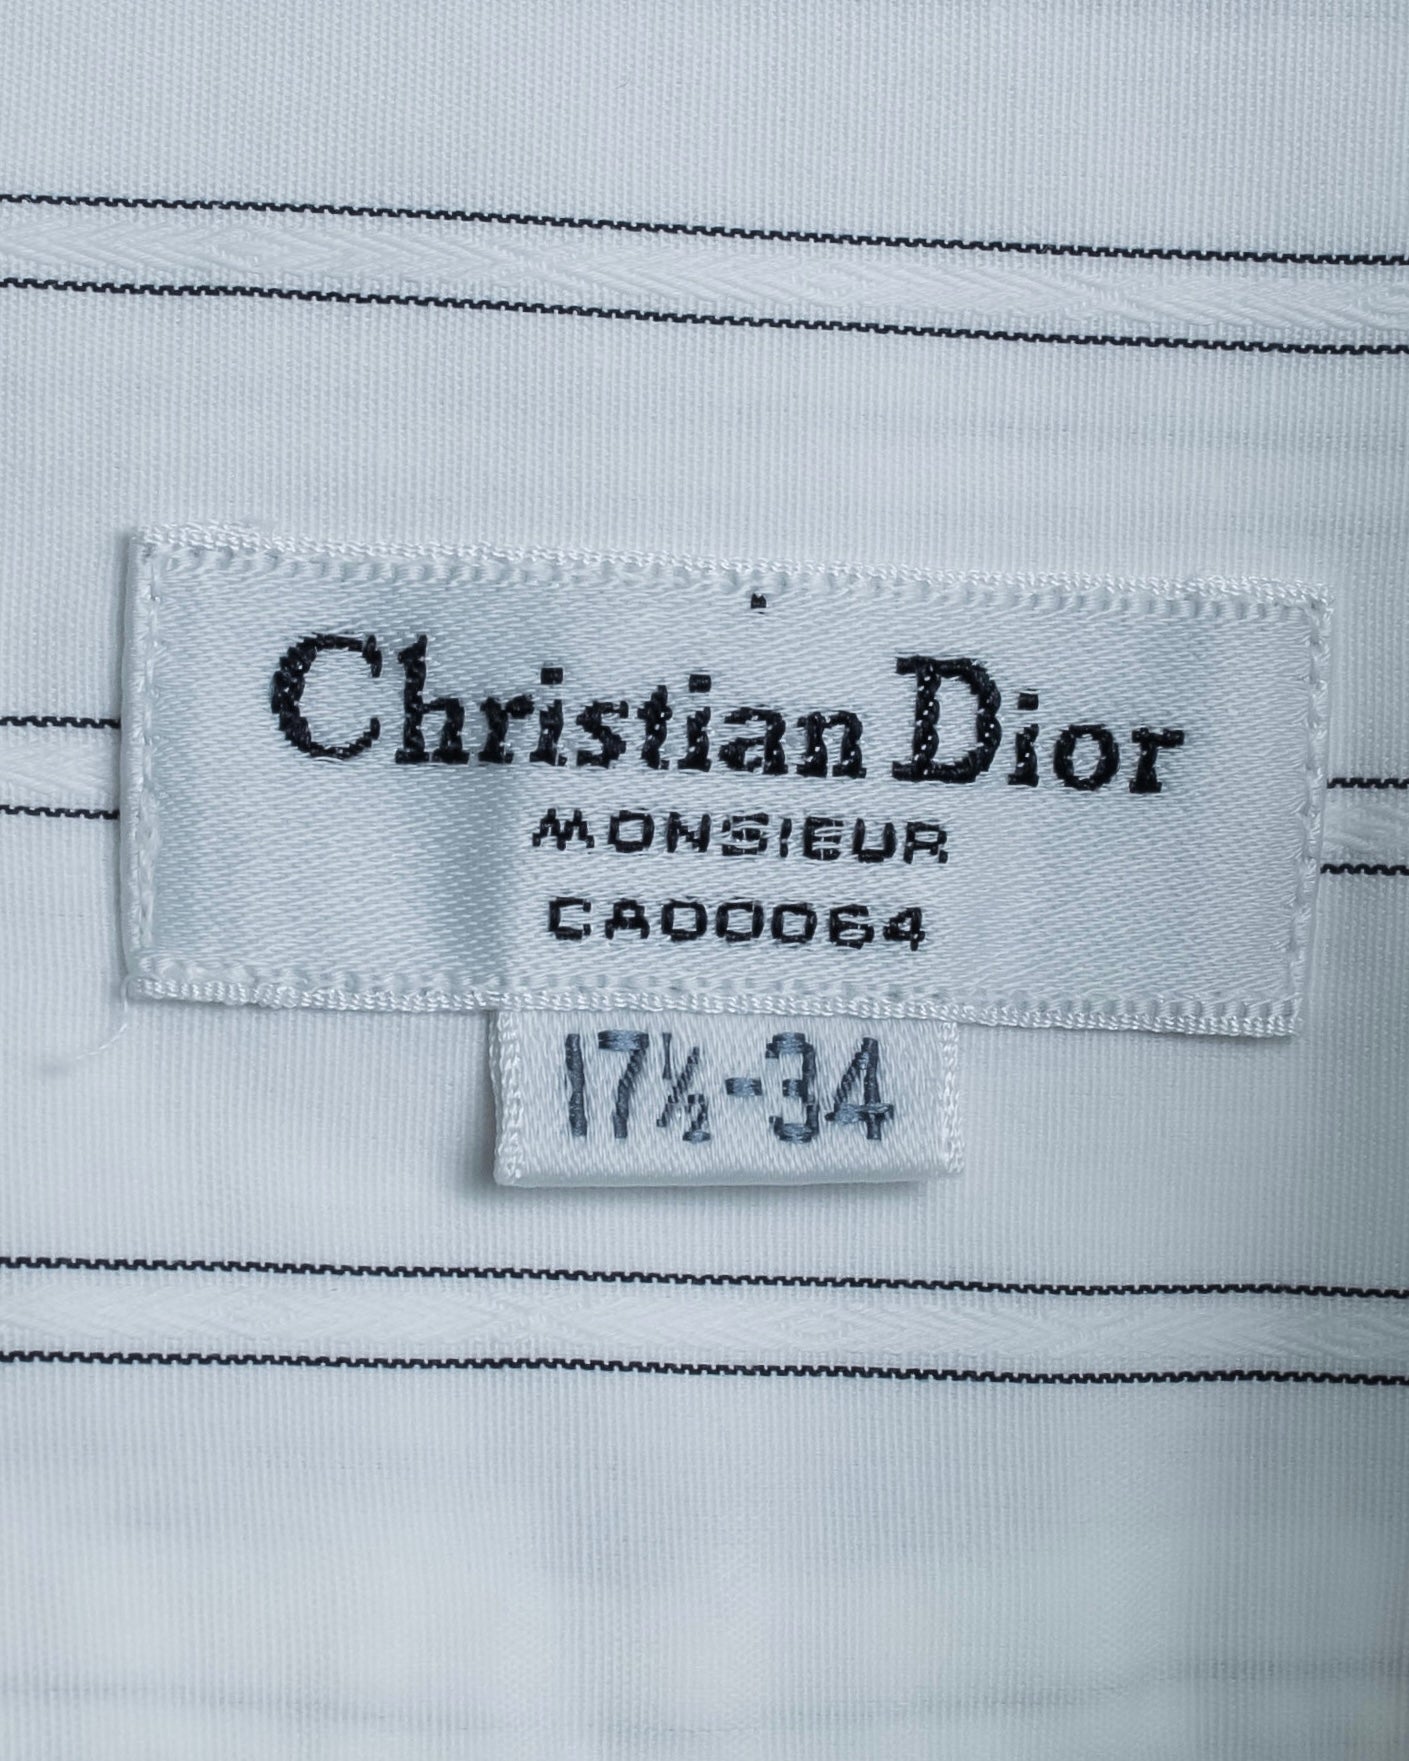 Christian Dior
MONSIEUR
CA00064
17½-34